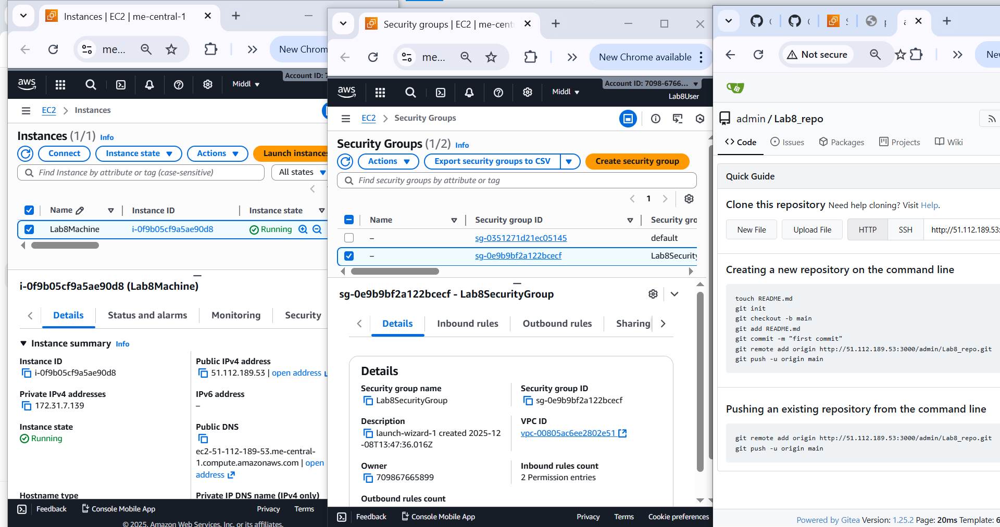 Instances | EC2 | me-central-1
me...
New Chrom
aws
Account ID: 7
Middl
EC2
Instances
Instances (1/1) Info
Connect
Instance state
Actions
Launch instances
Find Instance by attribute or tag (case-sensitive)
All states
Name
Instance ID
Instance state
Lab8Machine
i-0f9b05cf9a5ae90d8
Running
i-0f9b05cf9a5ae90d8 (Lab8Machine)
Details
Status and alarms
Monitoring
Security
Instance summary Info
Instance ID
i-0f9b05cf9a5ae90d8
Public IPv4 address
51.112.189.53 | open address
Private IPv4 addresses
172.31.7.139
IPv6 address
–
Instance state
Running
Public DNS
ec2-51-112-189-53.me-central-
1.compute.amazonaws.com | open
address
Hostname type
Private IP DNS name (IPv4 only)
Feedback
Console Mobile App
Privacy
Terms
© 2025, Amazon Web Services, Inc. or its affiliates.
Security groups | EC2 | me-cent
me...
New Chrome available
aws
Account ID: 7098-6766...
Middl
Lab8User
EC2
Security Groups
Security Groups (1/2) Info
Actions
Export security groups to CSV
Create security group
Find security groups by attribute or tag
1
Name
Security group ID
Security gro
–
sg-0351271d21ec05145
default
–
sg-0e9b9bf2a122bcecf
Lab8Security
sg-0e9b9bf2a122bcecf - Lab8SecurityGroup
Details
Inbound rules
Outbound rules
Sharing
Details
Security group name
Lab8SecurityGroup
Security group ID
sg-0e9b9bf2a122bcecf
Description
launch-wizard-1 created 2025-12
-08T13:47:36.016Z
VPC ID
vpc-00805ac6ee2802e51
Owner
709867665899
Inbound rules count
2 Permission entries
Outbound rules count
Feedback
Console Mobile App
Privacy
Terms
Cookie preferences
Not secure
admin / Lab8_repo
Code
Issues
Packages
Projects
Wiki
Quick Guide
Clone this repository Need help cloning? Visit Help.
New File
Upload File
HTTP
SSH
http://51.112.189.53:
Creating a new repository on the command line
touch README.md
git init
git checkout -b main
git add README.md
git commit -m "first commit"
git remote add origin http://51.112.189.53:3000/admin/Lab8_repo.git
git push -u origin main
Pushing an existing repository from the command line
git remote add origin http://51.112.189.53:3000/admin/Lab8_repo.git
git push -u origin main
Powered by Gitea Version: 1.25.2 Page: 20ms Template: 6